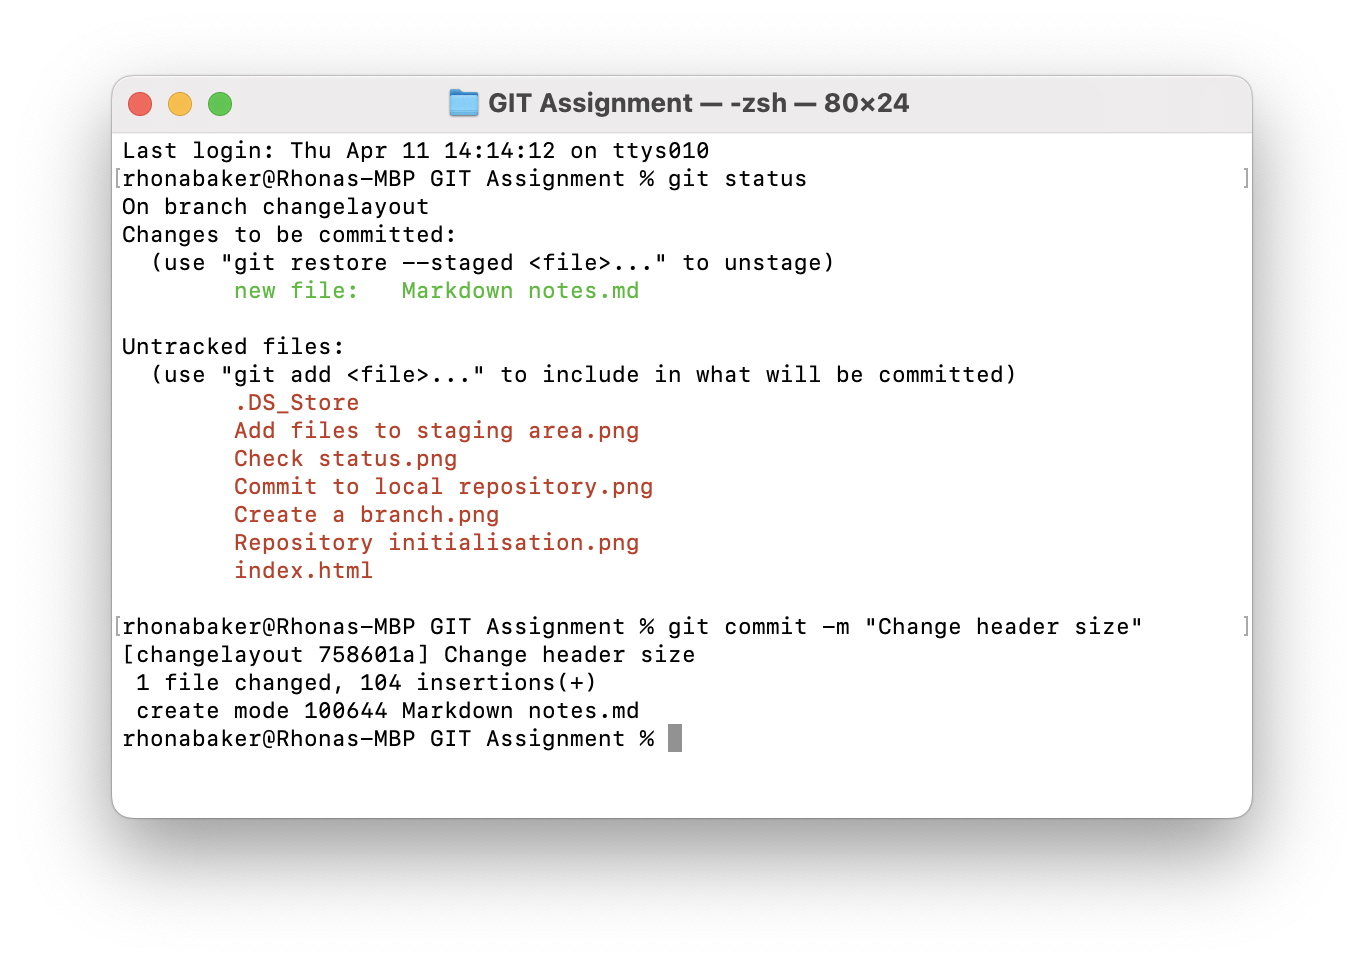 GIT Assignment — -zsh — 80×24
Last login: Thu Apr 11 14:14:12 on ttys010
[rhonabaker@Rhonas-MBP GIT Assignment % git status ]
On branch changelayout
Changes to be committed:
  (use "git restore --staged <file>..." to unstage)
        new file:   Markdown notes.md

Untracked files:
  (use "git add <file>..." to include in what will be committed)
        .DS_Store
        Add files to staging area.png
        Check status.png
        Commit to local repository.png
        Create a branch.png
        Repository initialisation.png
        index.html

[rhonabaker@Rhonas-MBP GIT Assignment % git commit -m "Change header size" ]
[changelayout 758601a] Change header size
 1 file changed, 104 insertions(+)
 create mode 100644 Markdown notes.md
rhonabaker@Rhonas-MBP GIT Assignment %